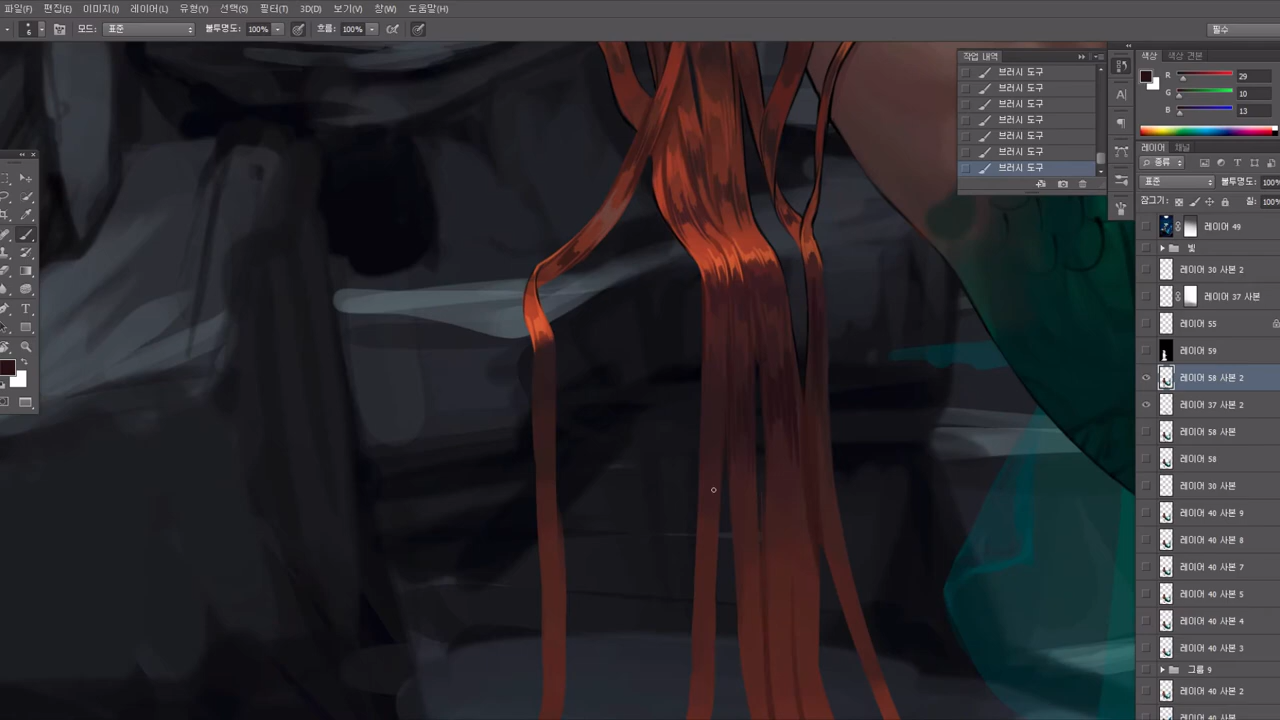 파일(F) 편집(E) 이미지(I) 레이어(L) 유형(Y) 선택(S) 필터(T) 3D(D) 보기(V) 창(W) 도움말(H)
6 모드: 표준 불투명도: 100% 흐름: 100% 필수
작업 내역
브러시 도구
브러시 도구
브러시 도구
브러시 도구
브러시 도구
브러시 도구
브러시 도구
색상 색상 견본
R 29
G 10
B 13
레이어 채널
종류
표준 불투명도: 100%
잠그기: 칠: 100%
레이어 49
빛
레이어 30 사본 2
레이어 37 사본
레이어 55
레이어 59
레이어 58 사본 2
레이어 37 사본 2
레이어 58 사본
레이어 58
레이어 30 사본
레이어 40 사본 9
레이어 40 사본 8
레이어 40 사본 7
레이어 40 사본 5
레이어 40 사본 4
레이어 40 사본 3
그룹 9
레이어 40 사본 2